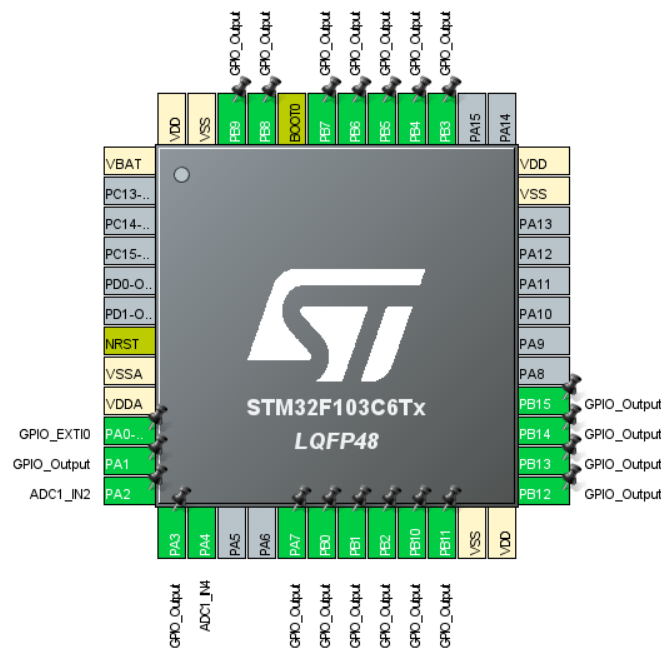 GPIO_Output
GPIO_Output
GPIO_Output
GPIO_Output
GPIO_Output
GPIO_Output
GPIO_Output
VDD
VSS
PB9
PB8
BOOT0
PB7
PB6
PB5
PB4
PB3
PA15
PA14
VBAT
PC13-..
PC14-..
PC15-..
PD0-O..
PD1-O..
NRST
VSSA
VDDA
GPIO_EXTI0 PA0-..
GPIO_Output PA1
ADC1_IN2 PA2
ST
STM32F103C6Tx
LQFP48
VDD
VSS
PA13
PA12
PA11
PA10
PA9
PA8
PB15 GPIO_Output
PB14 GPIO_Output
PB13 GPIO_Output
PB12 GPIO_Output
PA3
PA4
PA5
PA6
PA7
PB0
PB1
PB2
PB10
PB11
VSS
VDD
GPIO_Output
ADC1_IN4
GPIO_Output
GPIO_Output
GPIO_Output
GPIO_Output
GPIO_Output
GPIO_Output